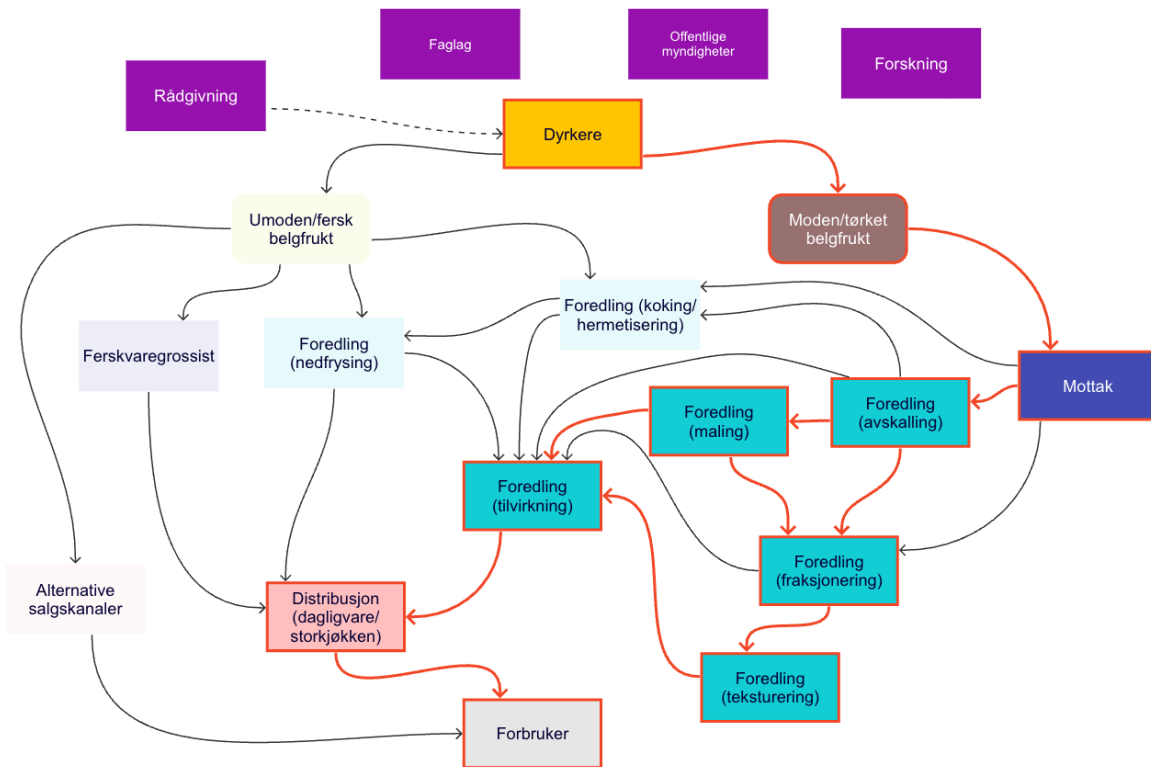 Faglag
Offentlige
myndigheter
Forskning
Rådgivning
Dyrkere
Umoden/fersk
belgfrukt
Moden/tørket
belgfrukt
Foredling (koking/
hermetisering)
Ferskvaregrossist
Foredling
(nedfrysing)
Mottak
Foredling
(maling)
Foredling
(avskalling)
Foredling
(tilvirkning)
Foredling
(fraksjonering)
Alternative
salgskanaler
Distribusjon
(dagligvare/
storkjøkken)
Foredling
(teksturering)
Forbruker